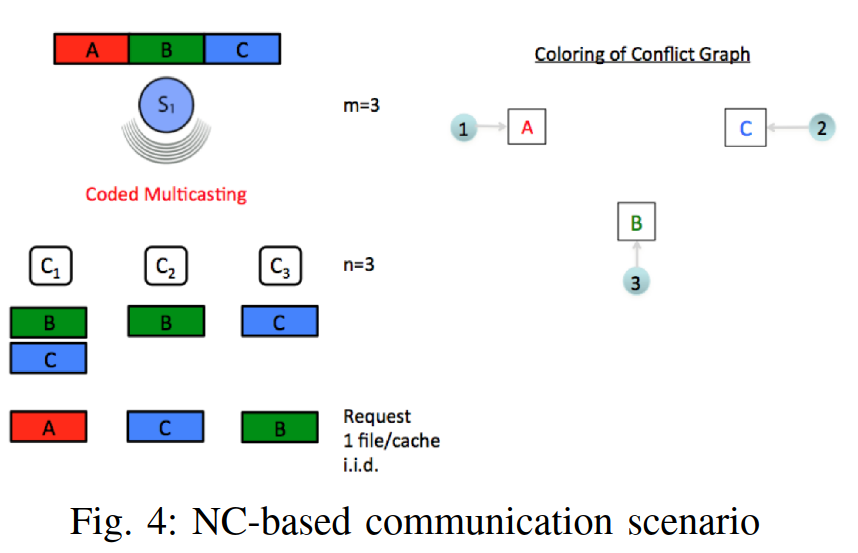 A B C
S1
m=3
Coded Multicasting
C1 C2 C3
n=3
B B C
C
A C B
Request
1 file/cache
i.i.d.
Coloring of Conflict Graph
1 A C 2
B
3
Fig. 4: NC-based communication scenario